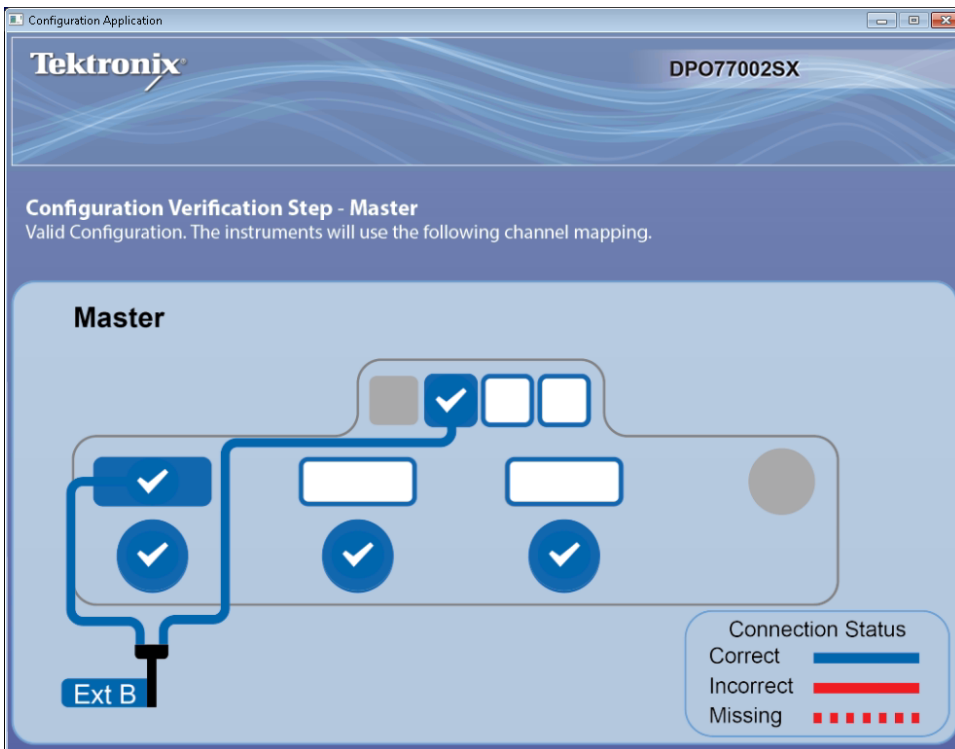 Configuration Application
Tektronix
DPO77002SX
Configuration Verification Step - Master
Valid Configuration. The instruments will use the following channel mapping.
Master
Ext B
Connection Status
Correct
Incorrect
Missing